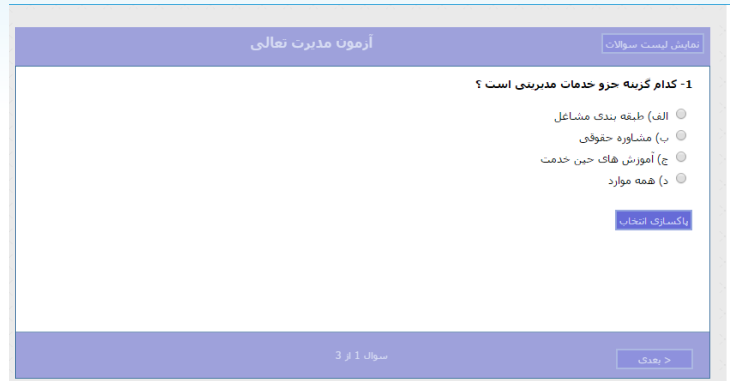 نمایش لیست سوالات
آزمون مدیرت تعالی
1- کدام گزینه جزو خدمات مدیریتی است ؟
الف) طبقه بندی مشاغل
ب) مشاوره حقوقی
ج) آموزش های حین خدمت
د) همه موارد
پاکسازی انتخاب
سوال 1 از 3
بعدی >